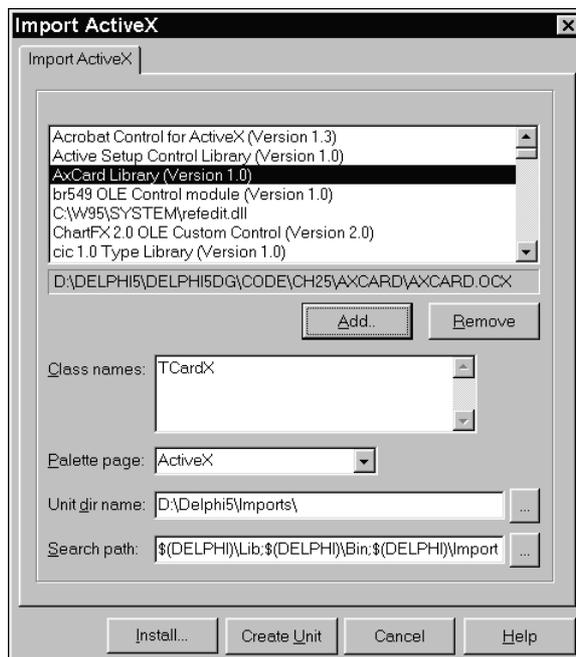 Import ActiveX
Import ActiveX
Acrobat Control for ActiveX (Version 1.3)
Active Setup Control Library (Version 1.0)
AxCard Library (Version 1.0)
br549 OLE Control module (Version 1.0)
C:\W95\SYSTEM\refedit.dll
ChartFX 2.0 OLE Custom Control (Version 2.0)
cic 1.0 Type Library (Version 1.0)
D:\DELPHI5\DELPHI5DG\CODE\CH25\AXCARD\AXCARD.OCX
Add.. Remove
Class names: TCardX
Palette page: ActiveX
Unit dir name: D:\Delphi5\Imports\ ...
Search path: $(DELPHI)\Lib;$(DELPHI)\Bin;$(DELPHI)\Import ...
Install... Create Unit Cancel Help